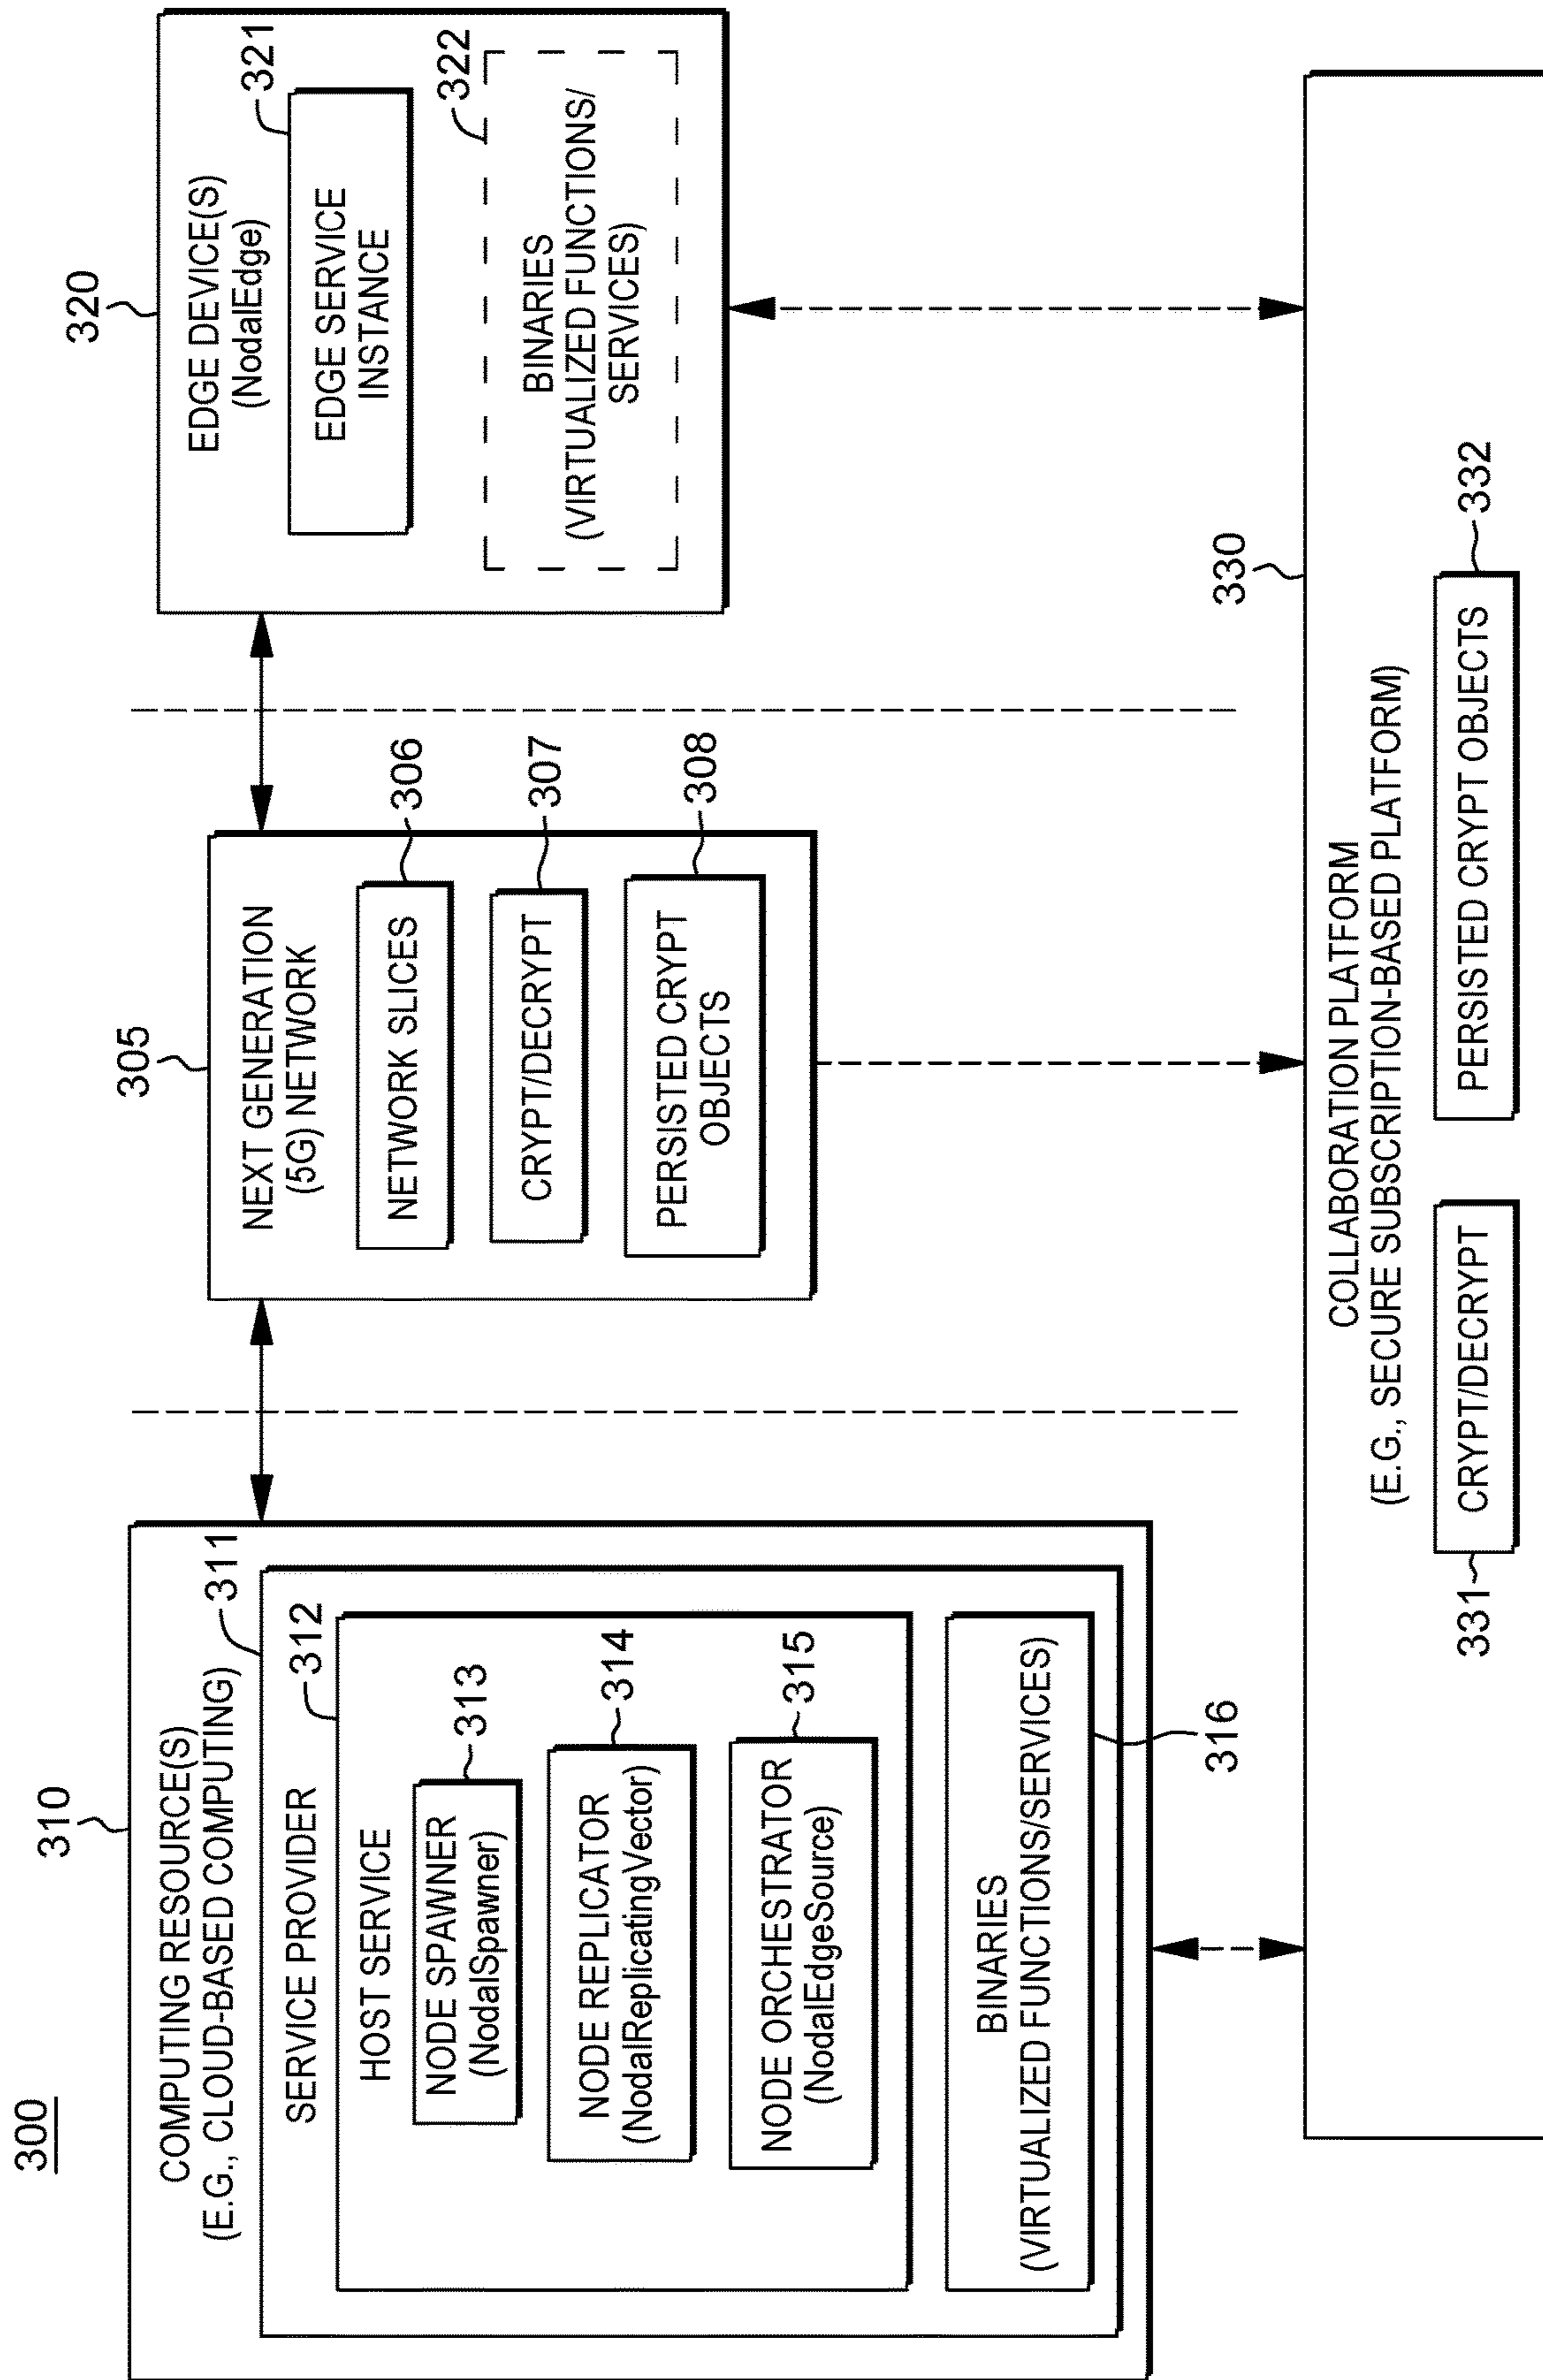 300
310
COMPUTING RESOURCE(S)
(E.G., CLOUD-BASED COMPUTING)
311
SERVICE PROVIDER
312
HOST SERVICE
NODE SPAWNER
(NodalSpawner)
313
NODE REPLICATOR
(NodalReplicatingVector)
314
NODE ORCHESTRATOR
(NodalEdgeSource)
315
BINARIES
(VIRTUALIZED FUNCTIONS/SERVICES)
316
305
NEXT GENERATION
(5G) NETWORK
NETWORK SLICES
306
CRYPT/DECRYPT
307
PERSISTED CRYPT
OBJECTS
308
320
EDGE DEVICE(S)
(NodalEdge)
321
EDGE SERVICE
INSTANCE
322
BINARIES
(VIRTUALIZED FUNCTIONS/
SERVICES)
330
COLLABORATION PLATFORM
(E.G., SECURE SUBSCRIPTION-BASED PLATFORM)
331
CRYPT/DECRYPT
PERSISTED CRYPT OBJECTS
332